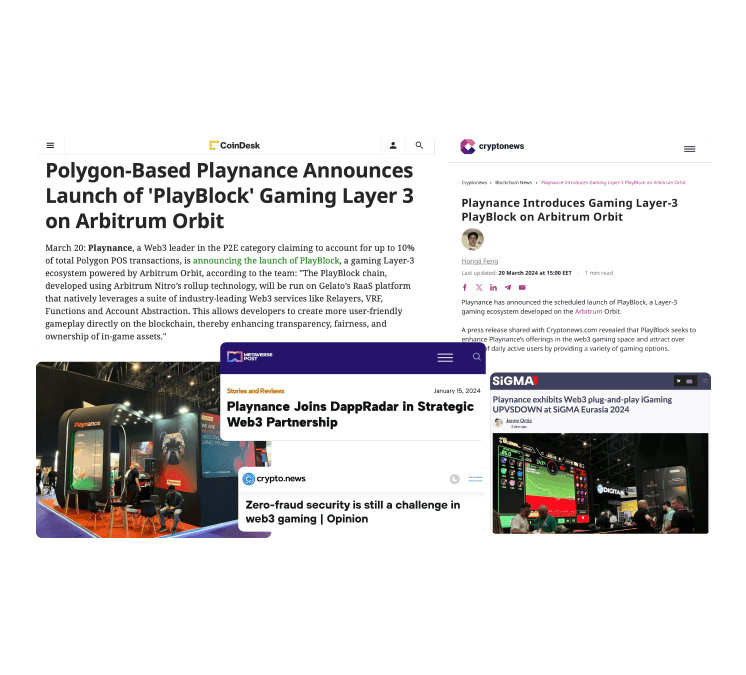 CoinDesk
Polygon-Based Playnance Announces
Launch of 'PlayBlock' Gaming Layer 3
on Arbitrum Orbit
March 20: Playnance, a Web3 leader in the P2E category claiming to account for up to 10%
of total Polygon POS transactions, is announcing the launch of PlayBlock, a gaming Layer-3
ecosystem powered by Arbitrum Orbit, according to the team: "The PlayBlock chain,
developed using Arbitrum Nitro's rollup technology, will be run on Gelato's RaaS platform
that natively leverages a suite of industry-leading Web3 services like Relayers, VRF,
Functions and Account Abstraction. This allows developers to create more user-friendly
gameplay directly on the blockchain, thereby enhancing transparency, fairness, and
ownership of in-game assets."
cryptonews
Cryptonews › Blockchain News › Playnance Introduces Gaming Layer-3 PlayBlock on Arbitrum Orbit
Playnance Introduces Gaming Layer-3
PlayBlock on Arbitrum Orbit
Hongji Feng
Last updated: 20 March 2024 at 15:00 EET | 1 min read
Playnance has announced the scheduled launch of PlayBlock, a Layer-3
gaming ecosystem developed on the Arbitrum Orbit.
A press release shared with Cryptonews.com revealed that PlayBlock seeks to
enhance Playnance's offerings in the web3 gaming space and attract over
of daily active users by providing a variety of gaming options.
METAVERSE
POST
Stories and Reviews
January 15, 2024
Playnance Joins DappRadar in Strategic
Web3 Partnership
crypto.news
Zero-fraud security is still a challenge in
web3 gaming | Opinion
SiGMA
Playnance exhibits Web3 plug-and-play iGaming
UPVSDOWN at SiGMA Eurasia 2024
Jenny Ortiz
2 days ago
Playnance
DIGITAIN